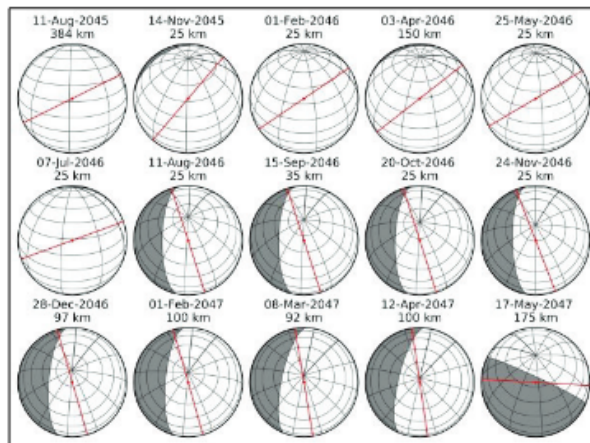 11-Aug-2045 14-Nov-2045 01-Feb-2046 03-Apr-2046 25-May-2046
384 km 25 km 25 km 150 km 25 km
07-Jul-2046 11-Aug-2046 15-Sep-2046 20-Oct-2046 24-Nov-2046
25 km 25 km 35 km 25 km 25 km
28-Dec-2046 01-Feb-2047 08-Mar-2047 12-Apr-2047 17-May-2047
97 km 100 km 92 km 100 km 175 km